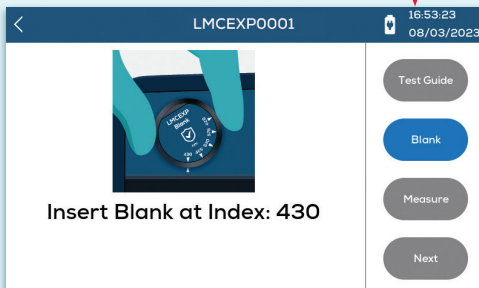 LMCEXP0001
16:53:23
08/03/2023
LMCEXP
Blank
430
Insert Blank at Index: 430
Test Guide
Blank
Measure
Next